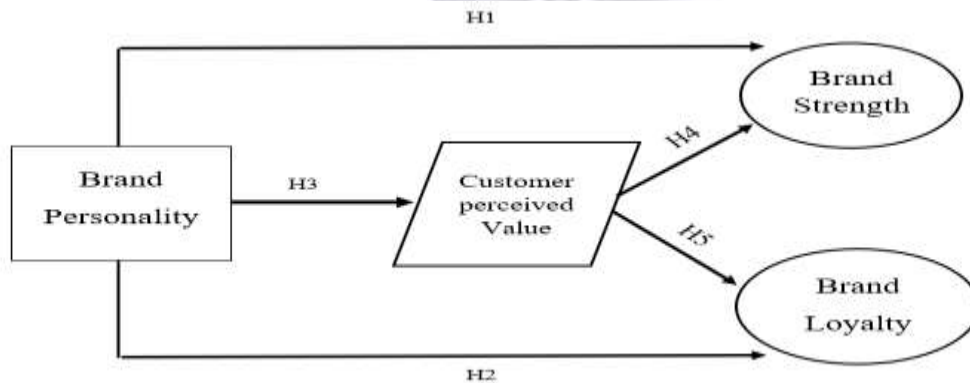 H1
Brand
Strength
H4
Brand
Personality
H3
Customer
perceived
Value
H5
Brand
Loyalty
H2